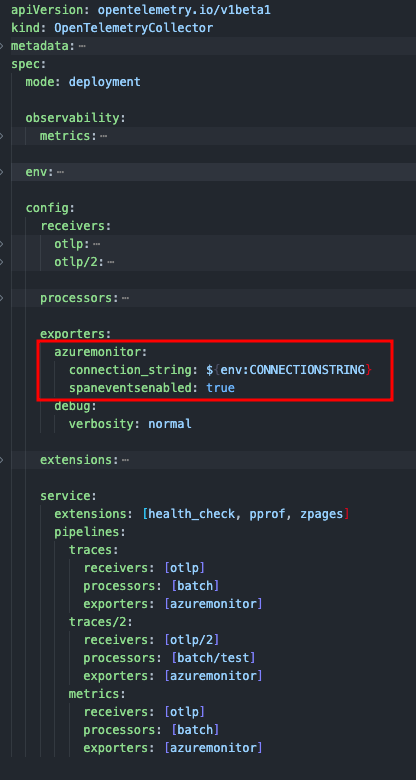 apiVersion: opentelemetry.io/v1beta1
kind: OpenTelemetryCollector
metadata:⋯
spec:
  mode: deployment

  observability:
    metrics:⋯

  env:⋯

  config:
    receivers:
      otlp:⋯
      otlp/2:⋯

    processors:⋯

    exporters:
      azuremonitor:
        connection_string: ${env:CONNECTIONSTRING}
        spaneventsenabled: true
      debug:
        verbosity: normal

    extensions:⋯

    service:
      extensions: [health_check, pprof, zpages]
      pipelines:
        traces:
          receivers: [otlp]
          processors: [batch]
          exporters: [azuremonitor]
        traces/2:
          receivers: [otlp/2]
          processors: [batch/test]
          exporters: [azuremonitor]
        metrics:
          receivers: [otlp]
          processors: [batch]
          exporters: [azuremonitor]